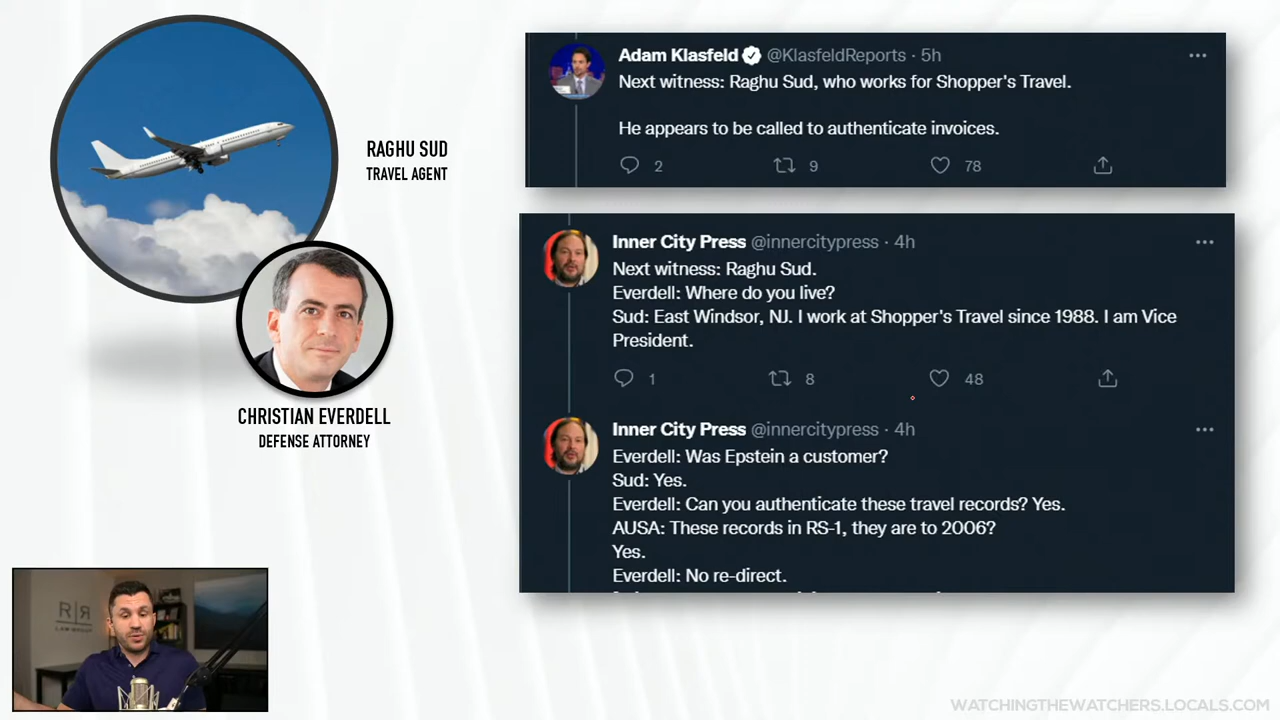 RAGHU SUD
TRAVEL AGENT
CHRISTIAN EVERDELL
DEFENSE ATTORNEY
Adam Klasfeld @KlasfeldReports · 5h
Next witness: Raghu Sud, who works for Shopper's Travel.
He appears to be called to authenticate invoices.
2 9 78
Inner City Press @innercitypress · 4h
Next witness: Raghu Sud.
Everdell: Where do you live?
Sud: East Windsor, NJ. I work at Shopper's Travel since 1988. I am Vice
President.
1 8 48
Inner City Press @innercitypress · 4h
Everdell: Was Epstein a customer?
Sud: Yes.
Everdell: Can you authenticate these travel records? Yes.
AUSA: These records in RS-1, they are to 2006?
Yes.
Everdell: No re-direct.
R|R
LAW GROUP
WATCHINGTHEWATCHERS.LOCALS.COM